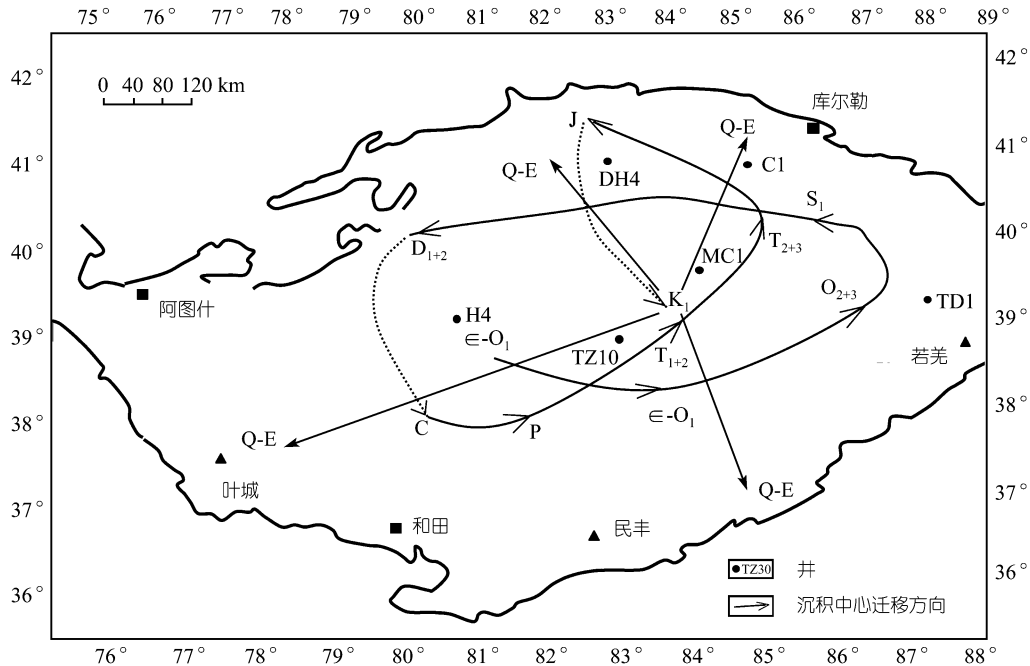 75° 76° 77° 78° 79° 80° 81° 82° 83° 84° 85° 86° 87° 88° 89°
42° 42°
0 40 80 120 km
库尔勒
J
Q-E
C1
41° 41°
Q-E
DH4
S₁
40° 40°
D₁₊₂
T₂₊₃
MC1
O₂₊₃
K₁
TD1
阿图什
H4
39° 39°
∈-O₁
TZ10
T₁₊₂
若羌
38° 38°
C
P
∈-O₁
Q-E
Q-E
叶城
37° 37°
和田
民丰
TZ30 井
36° 36°
沉积中心迁移方向
76° 77° 78° 79° 80° 81° 82° 83° 84° 85° 86° 87° 88°